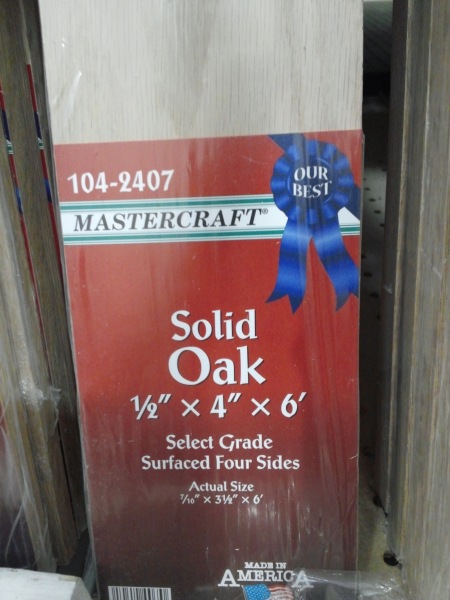 104-2407
OUR
BEST
MASTERCRAFT®
Solid
Oak
½" × 4" × 6'
Select Grade
Surfaced Four Sides
Actual Size
7/16" × 3½" × 6'
MADE IN
AMERICA